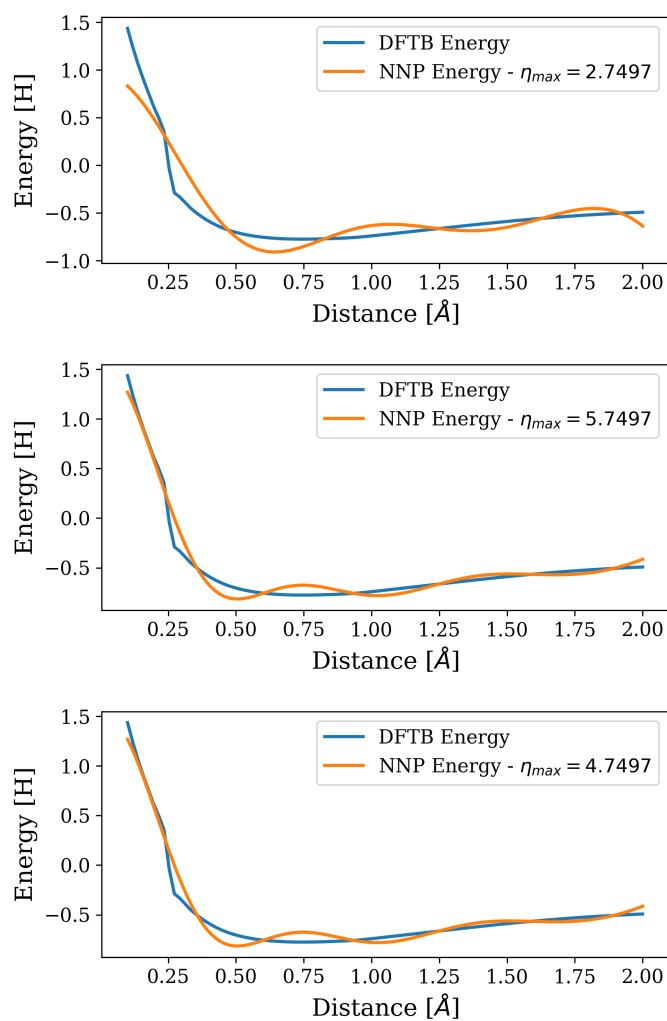 1.5
1.0
0.5
0.0
−0.5
−1.0
Energy [H]
DFTB Energy
NNP Energy - ηmax = 2.7497
0.25 0.50 0.75 1.00 1.25 1.50 1.75 2.00
Distance [Å]
1.5
1.0
0.5
0.0
−0.5
Energy [H]
DFTB Energy
NNP Energy - ηmax = 5.7497
0.25 0.50 0.75 1.00 1.25 1.50 1.75 2.00
Distance [Å]
1.5
1.0
0.5
0.0
−0.5
Energy [H]
DFTB Energy
NNP Energy - ηmax = 4.7497
0.25 0.50 0.75 1.00 1.25 1.50 1.75 2.00
Distance [Å]